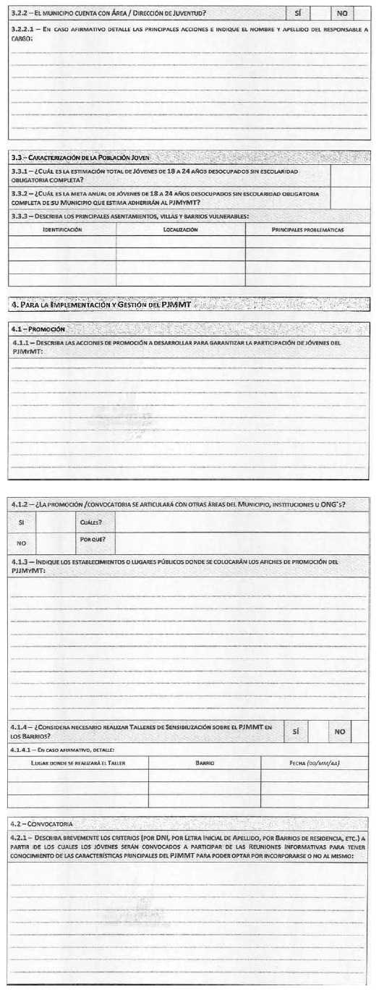 3.2.2 – El municipio cuenta con Área / Dirección de Juventud? SÍ NO
3.2.2.1 – En caso afirmativo detalle las principales acciones e indique el nombre y apellido del responsable a
cargo:
3.3 – Caracterización de la Población Joven
3.3.1 – ¿Cuál es la estimación total de Jóvenes de 18 a 24 años desocupados sin escolaridad
obligatoria completa?
3.3.2 – ¿Cuál es la meta anual de jóvenes de 18 a 24 años desocupados sin escolaridad obligatoria
completa de su Municipio que estima adherirán al PJMyMT?
3.3.3 – Describa los principales asentamientos, villas y barrios vulnerables:
Identificación Localización Principales problemáticas
4. Para la Implementación y Gestión del PJMMT
4.1 – Promoción
4.1.1 – Describa las acciones de promoción a desarrollar para garantizar la participación de jóvenes del
PJMyMT:
4.1.2 – ¿La promoción /convocatoria se articulará con otras áreas del Municipio, instituciones u ONG's?
SI Cuáles?
NO Por qué?
4.1.3 – Indique los establecimientos o lugares públicos donde se colocarán los afiches de promoción del
PJJMyMT:
4.1.4 – ¿Considera necesario realizar Talleres de Sensibilización sobre el PJMMT en
los Barrios? SÍ NO
4.1.4.1 – En caso afirmativo, detalle:
Lugar donde se realizará el Taller Barrio Fecha (dd/mm/aa)
4.2 – Convocatoria
4.2.1 – Describa brevemente los criterios (por DNI, por Letra Inicial de Apellido, por Barrios de residencia, etc.) a
partir de los cuales los jóvenes serán convocados a participar de las Reuniones Informativas para tener
conocimiento de las características principales del PJMMT para poder optar por incorporarse o no al mismo: